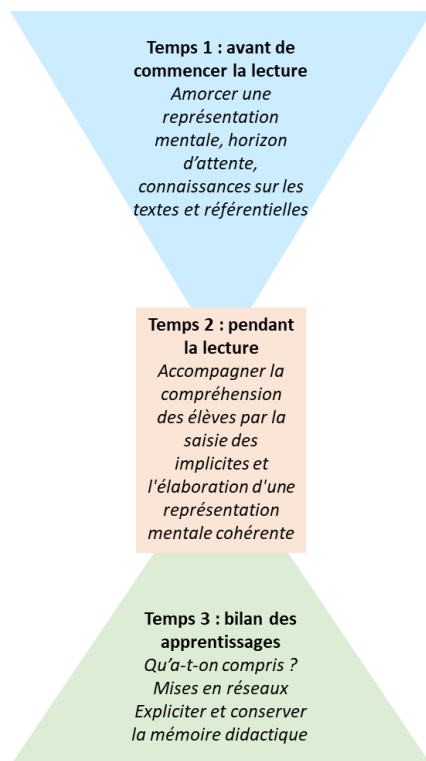 Temps 1 : avant de
commencer la lecture
Amorcer une
représentation
mentale, horizon
d’attente,
connaissances sur les
textes et référentielles
Temps 2 : pendant
la lecture
Accompagner la
compréhension
des élèves par la
saisie des
implicites et
l'élaboration d'une
représentation
mentale cohérente
Temps 3 : bilan des
apprentissages
Qu’a-t-on compris ?
Mises en réseaux
Expliciter et conserver
la mémoire didactique